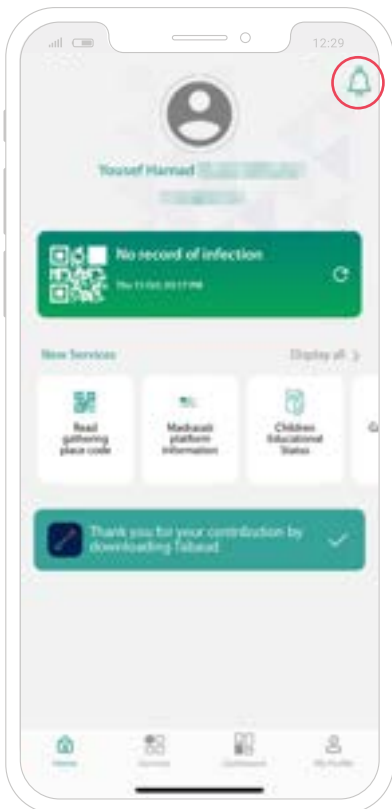 12:29
Yousef Hamad
No record of infection
New Services
Display all
Read
gathering
place code
Madrasati
platform
information
Children
Educational
Status
Thank you for your contribution by
downloading Tabaud
Home
Services
Dashboard
My Profile